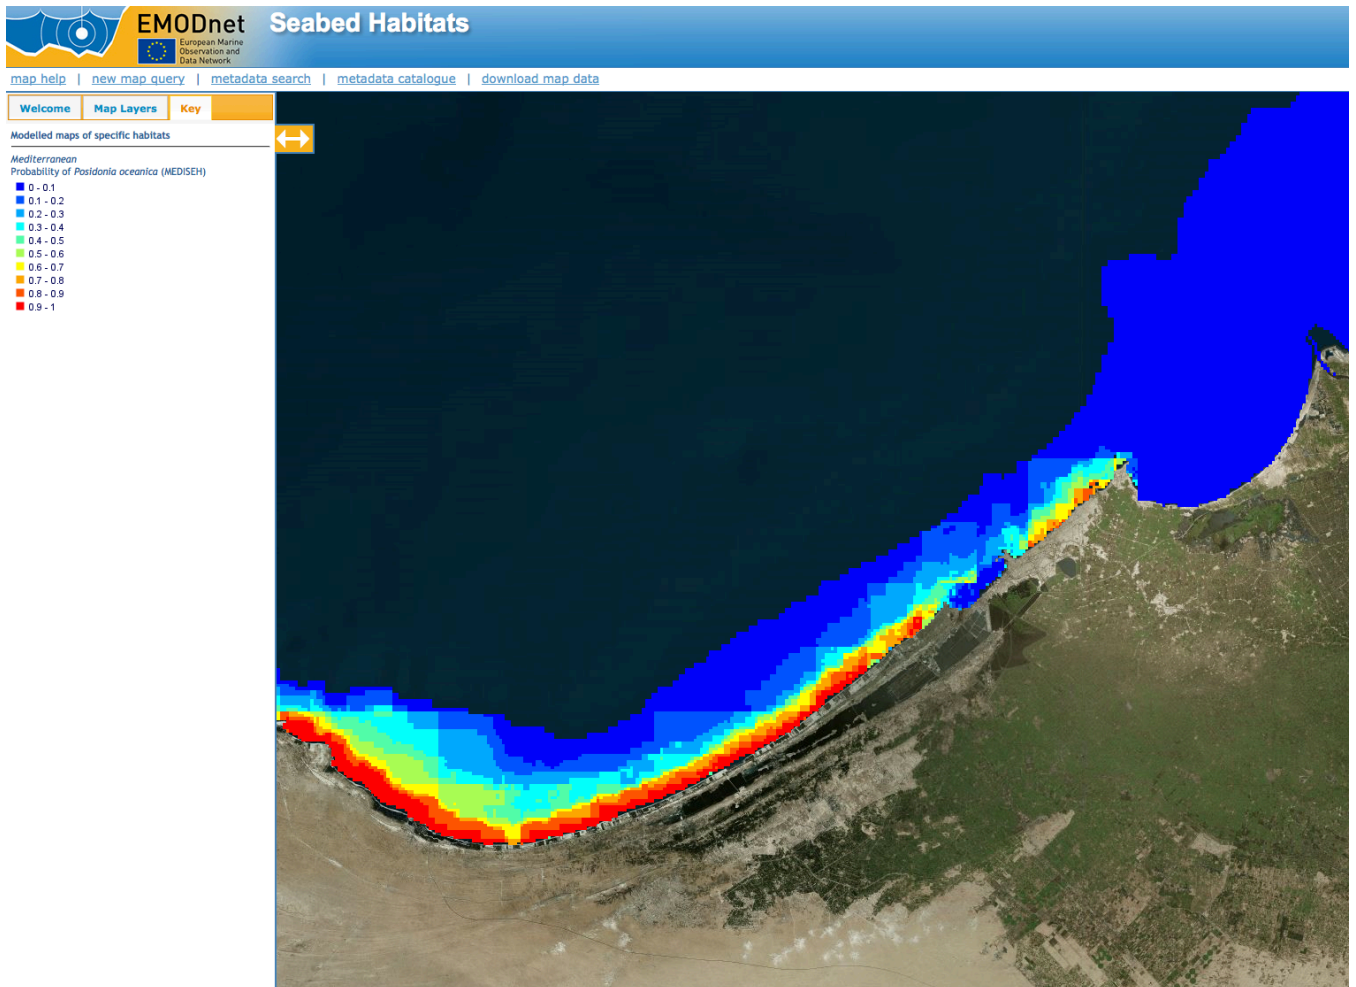 EMODnet
European Marine
Observation and
Data Network
Seabed Habitats
map help | new map query | metadata search | metadata catalogue | download map data
Welcome Map Layers Key
Modelled maps of specific habitats
Mediterranean
Probability of Posidonia oceanica (MEDISEH)
0 - 0.1
0.1 - 0.2
0.2 - 0.3
0.3 - 0.4
0.4 - 0.5
0.5 - 0.6
0.6 - 0.7
0.7 - 0.8
0.8 - 0.9
0.9 - 1